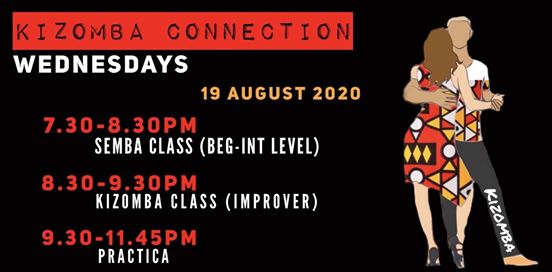 KIZOMBA CONNECTION
WEDNESDAYS
19 AUGUST 2020
7.30-8.30PM
SEMBA CLASS (BEG-INT LEVEL)
8.30-9.30PM
KIZOMBA CLASS (IMPROVER)
9.30-11.45PM
PRACTICA
KIZOMBA